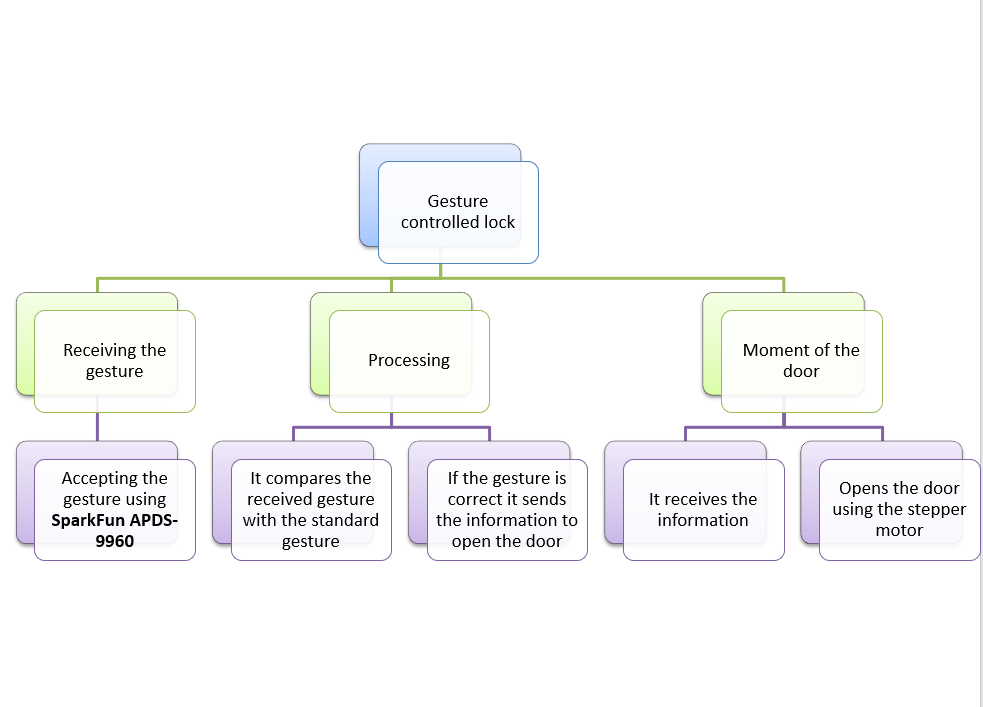 Gesture
controlled lock
Receiving the
gesture
Processing
Moment of the
door
Accepting the
gesture using
SparkFun APDS-
9960
It compares the
received gesture
with the standard
gesture
If the gesture is
correct it sends
the information to
open the door
It receives the
information
Opens the door
using the stepper
motor